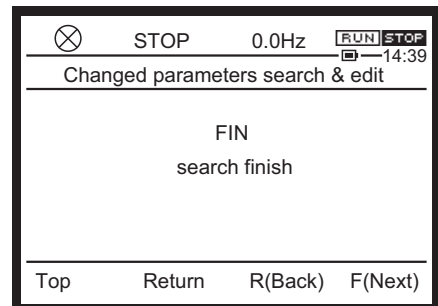 STOP 0.0Hz RUN STOP
14:39
Changed parameters search & edit
FIN
search finish
Top Return R(Back) F(Next)